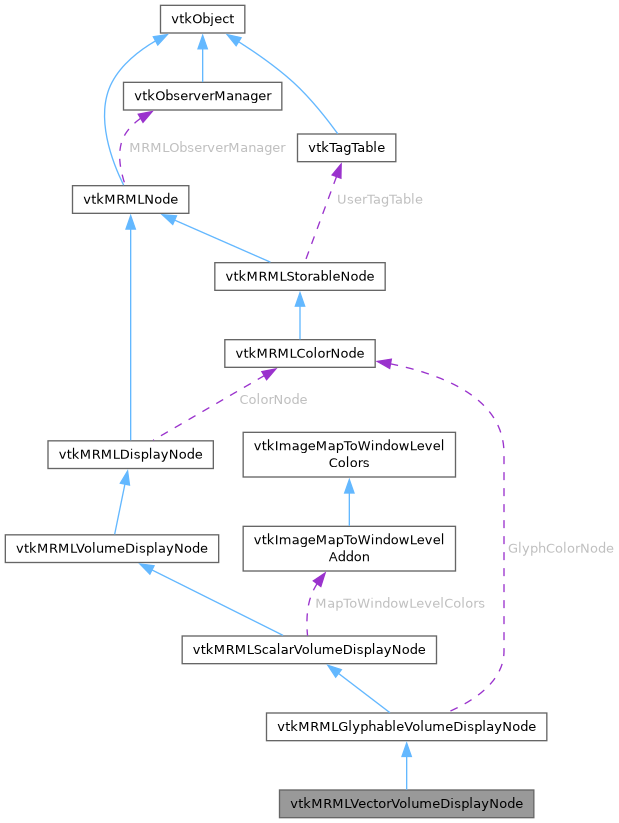 vtkObject
vtkObserverManager
MRMLObserverManager
vtkTagTable
vtkMRMLNode
UserTagTable
vtkMRMLStorableNode
vtkMRMLColorNode
ColorNode
vtkMRMLDisplayNode
vtkImageMapToWindowLevel
Colors
vtkImageMapToWindowLevel
Addon
vtkMRMLVolumeDisplayNode
GlyphColorNode
MapToWindowLevelColors
vtkMRMLScalarVolumeDisplayNode
vtkMRMLGlyphableVolumeDisplayNode
vtkMRMLVectorVolumeDisplayNode